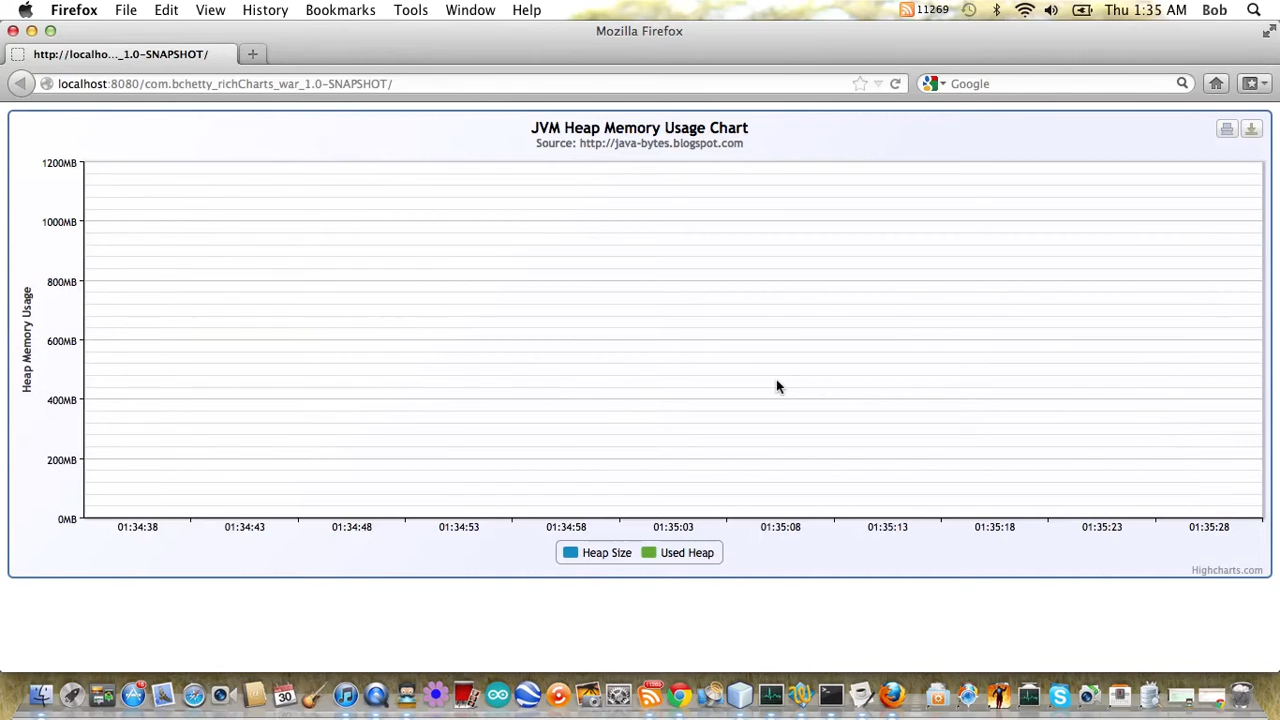 Firefox File Edit View History Bookmarks Tools Window Help 11269 Thu 1:35 AM Bob
Mozilla Firefox
http://localho..._1.0-SNAPSHOT/
localhost:8080/com.bchetty_richCharts_war_1.0-SNAPSHOT/ Google
JVM Heap Memory Usage Chart
Source: http://java-bytes.blogspot.com
1200MB
1000MB
800MB
600MB
400MB
200MB
0MB
Heap Memory Usage
01:34:38 01:34:43 01:34:48 01:34:53 01:34:58 01:35:03 01:35:08 01:35:13 01:35:18 01:35:23 01:35:28
Heap Size Used Heap
Highcharts.com
30